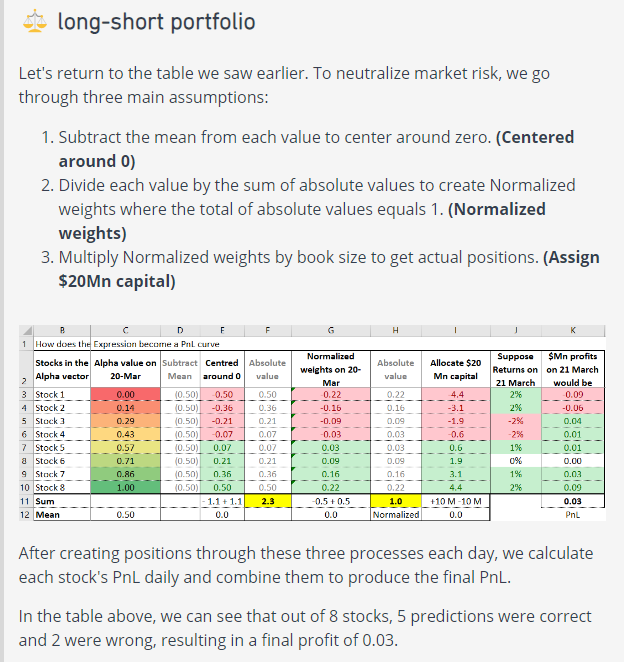 ⚖️ long-short portfolio
Let's return to the table we saw earlier. To neutralize market risk, we go
through three main assumptions:
1. Subtract the mean from each value to center around zero. (Centered
around 0)
2. Divide each value by the sum of absolute values to create Normalized
weights where the total of absolute values equals 1. (Normalized
weights)
3. Multiply Normalized weights by book size to get actual positions. (Assign
$20Mn capital)
B C D E F G H I J K
1 How does the Expression become a PnL curve
2 Stocks in the Alpha vector | Alpha value on 20-Mar | Subtract Mean | Centred around 0 | Absolute value | Normalized weights on 20-Mar | Absolute value | Allocate $20 Mn capital | Suppose Returns on 21 March | $Mn profits on 21 March would be
3 Stock 1 0.00 (0.50) -0.50 0.50 -0.22 0.22 -4.4 2% -0.09
4 Stock 2 0.14 (0.50) -0.36 0.36 -0.16 0.16 -3.1 2% -0.06
5 Stock 3 0.29 (0.50) -0.21 0.21 -0.09 0.09 -1.9 -2% 0.04
6 Stock 4 0.43 (0.50) -0.07 0.07 -0.03 0.03 -0.6 -2% 0.01
7 Stock 5 0.57 (0.50) 0.07 0.07 0.03 0.03 0.6 1% 0.01
8 Stock 6 0.71 (0.50) 0.21 0.21 0.09 0.09 1.9 0% 0.00
9 Stock 7 0.86 (0.50) 0.36 0.36 0.16 0.16 3.1 1% 0.03
10 Stock 8 1.00 (0.50) 0.50 0.50 0.22 0.22 4.4 2% 0.09
11 Sum -1.1 + 1.1 2.3 -0.5 + 0.5 1.0 +10 M -10 M 0.03
12 Mean 0.50 0.0 0.0 Normalized 0.0 PnL
After creating positions through these three processes each day, we calculate
each stock's PnL daily and combine them to produce the final PnL.
In the table above, we can see that out of 8 stocks, 5 predictions were correct
and 2 were wrong, resulting in a final profit of 0.03.